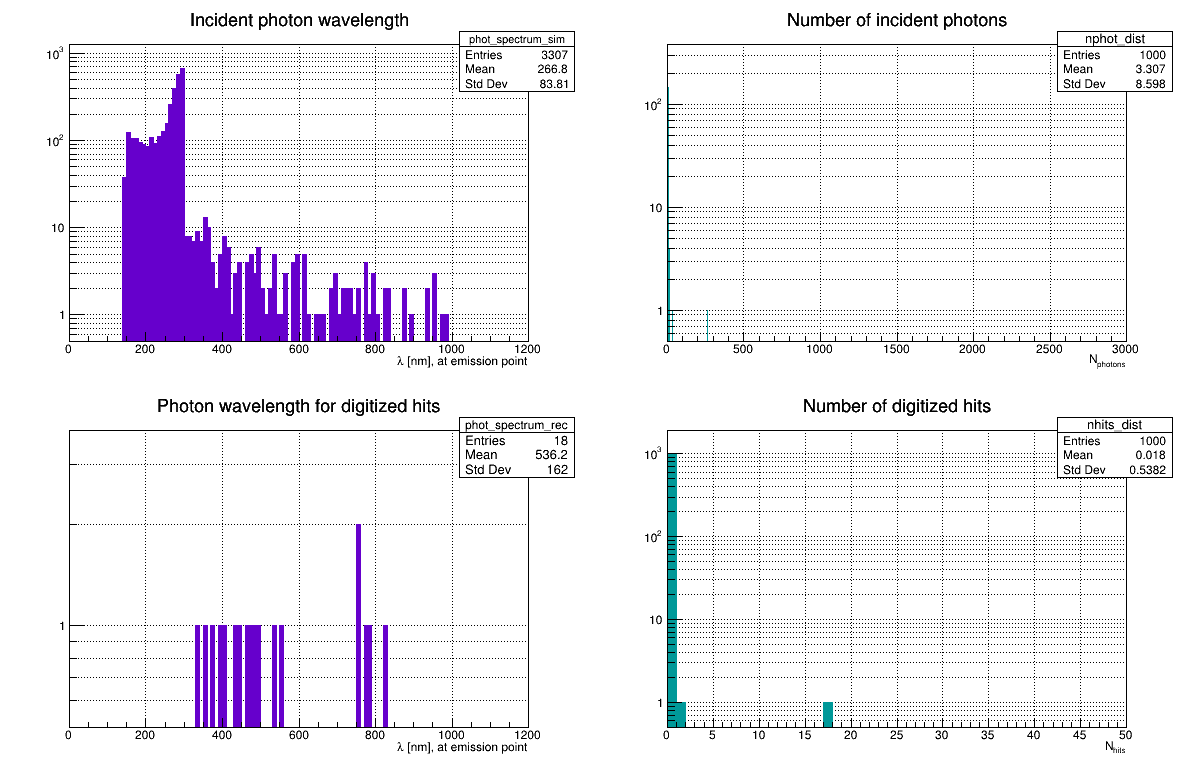 Incident photon wavelength
phot_spectrum_sim
Entries 3307
Mean 266.8
Std Dev 83.81
10³
10²
10
1
0 200 400 600 800 1000 1200
λ [nm], at emission point
Number of incident photons
nphot_dist
Entries 1000
Mean 3.307
Std Dev 8.598
10²
10
1
0 500 1000 1500 2000 2500 3000
N_photons
Photon wavelength for digitized hits
phot_spectrum_rec
Entries 18
Mean 536.2
Std Dev 162
1
0 200 400 600 800 1000 1200
λ [nm], at emission point
Number of digitized hits
nhits_dist
Entries 1000
Mean 0.018
Std Dev 0.5382
10³
10²
10
1
0 5 10 15 20 25 30 35 40 45 50
N_hits